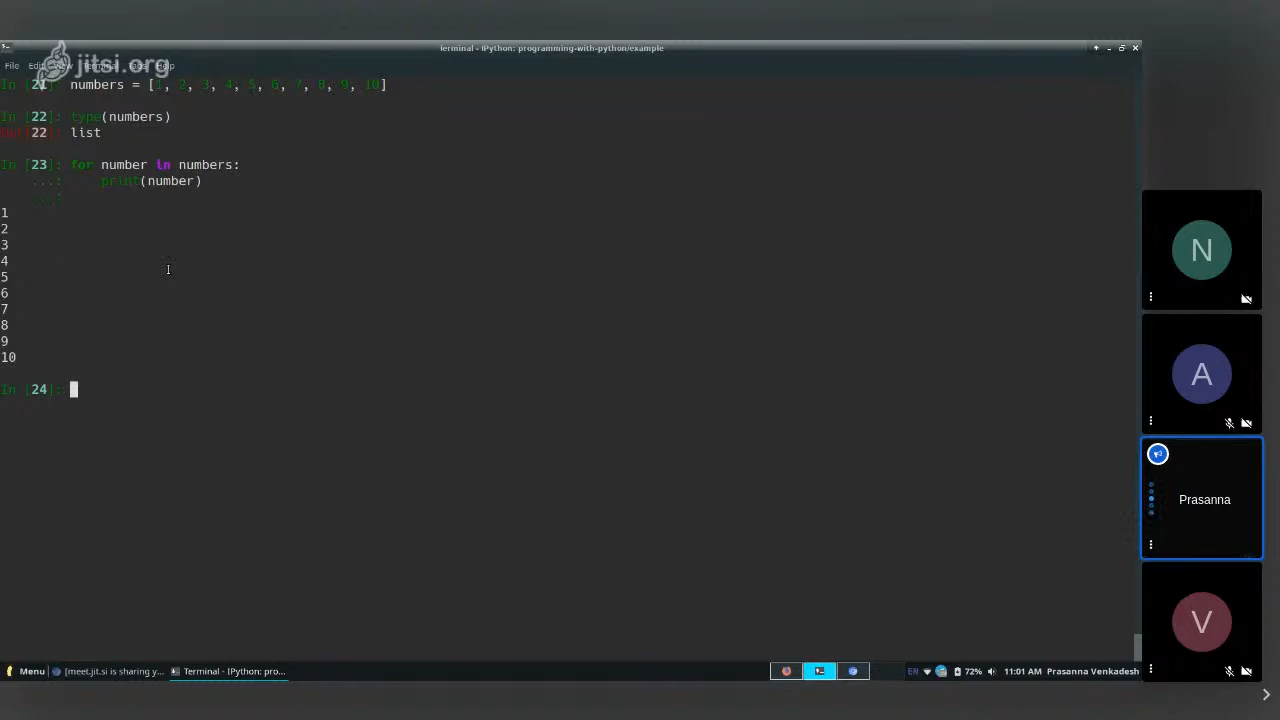 Terminal - IPython: programming-with-python/example
jitsi.org
File Edit View Terminal Tabs Help
In [21]: numbers = [1, 2, 3, 4, 5, 6, 7, 8, 9, 10]
In [22]: type(numbers)
Out[22]: list
In [23]: for number in numbers:
...: print(number)
...:
1
2
3
4
5
6
7
8
9
10
In [24]:
N
A
Prasanna
V
Menu
[meet.jit.si is sharing y...
Terminal - IPython: pro...
EN
72%
11:01 AM Prasanna Venkadesh